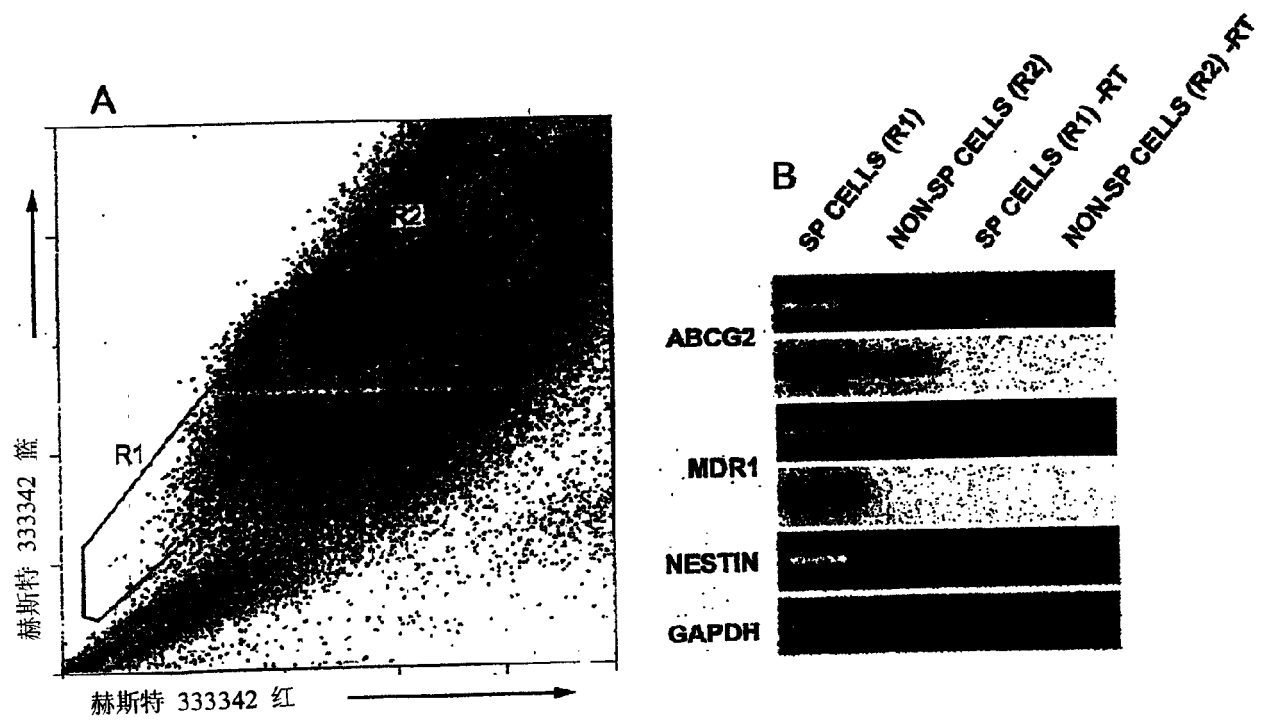 A
R2
R1
赫斯特 333342 篮
赫斯特 333342 红
B
SP CELLS (R1)
NON-SP CELLS (R2)
SP CELLS (R1) -RT
NON-SP CELLS (R2) -RT
ABCG2
MDR1
NESTIN
GAPDH